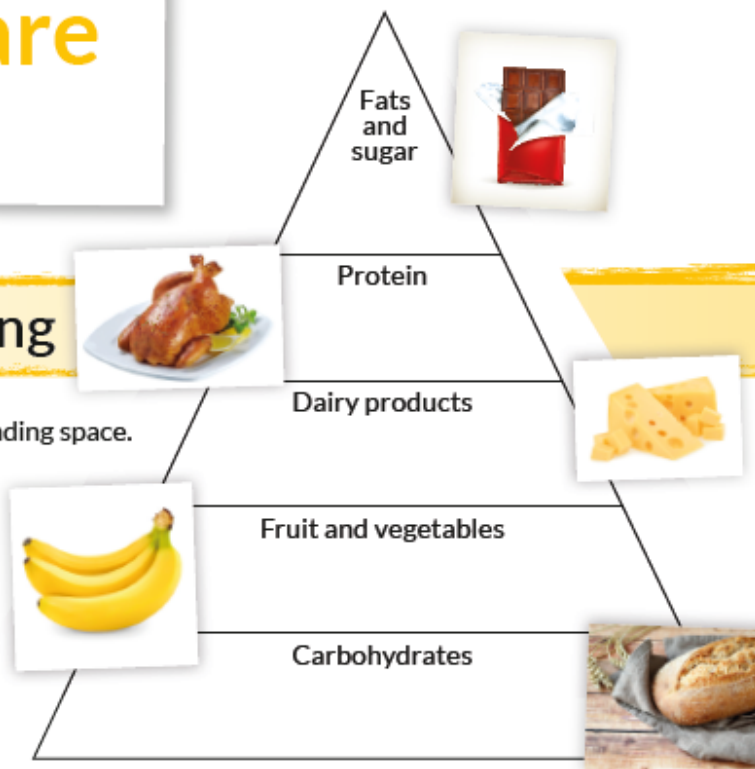 are
Fats
and
sugar
Protein
ng
Dairy products
nding space.
Fruit and vegetables
Carbohydrates